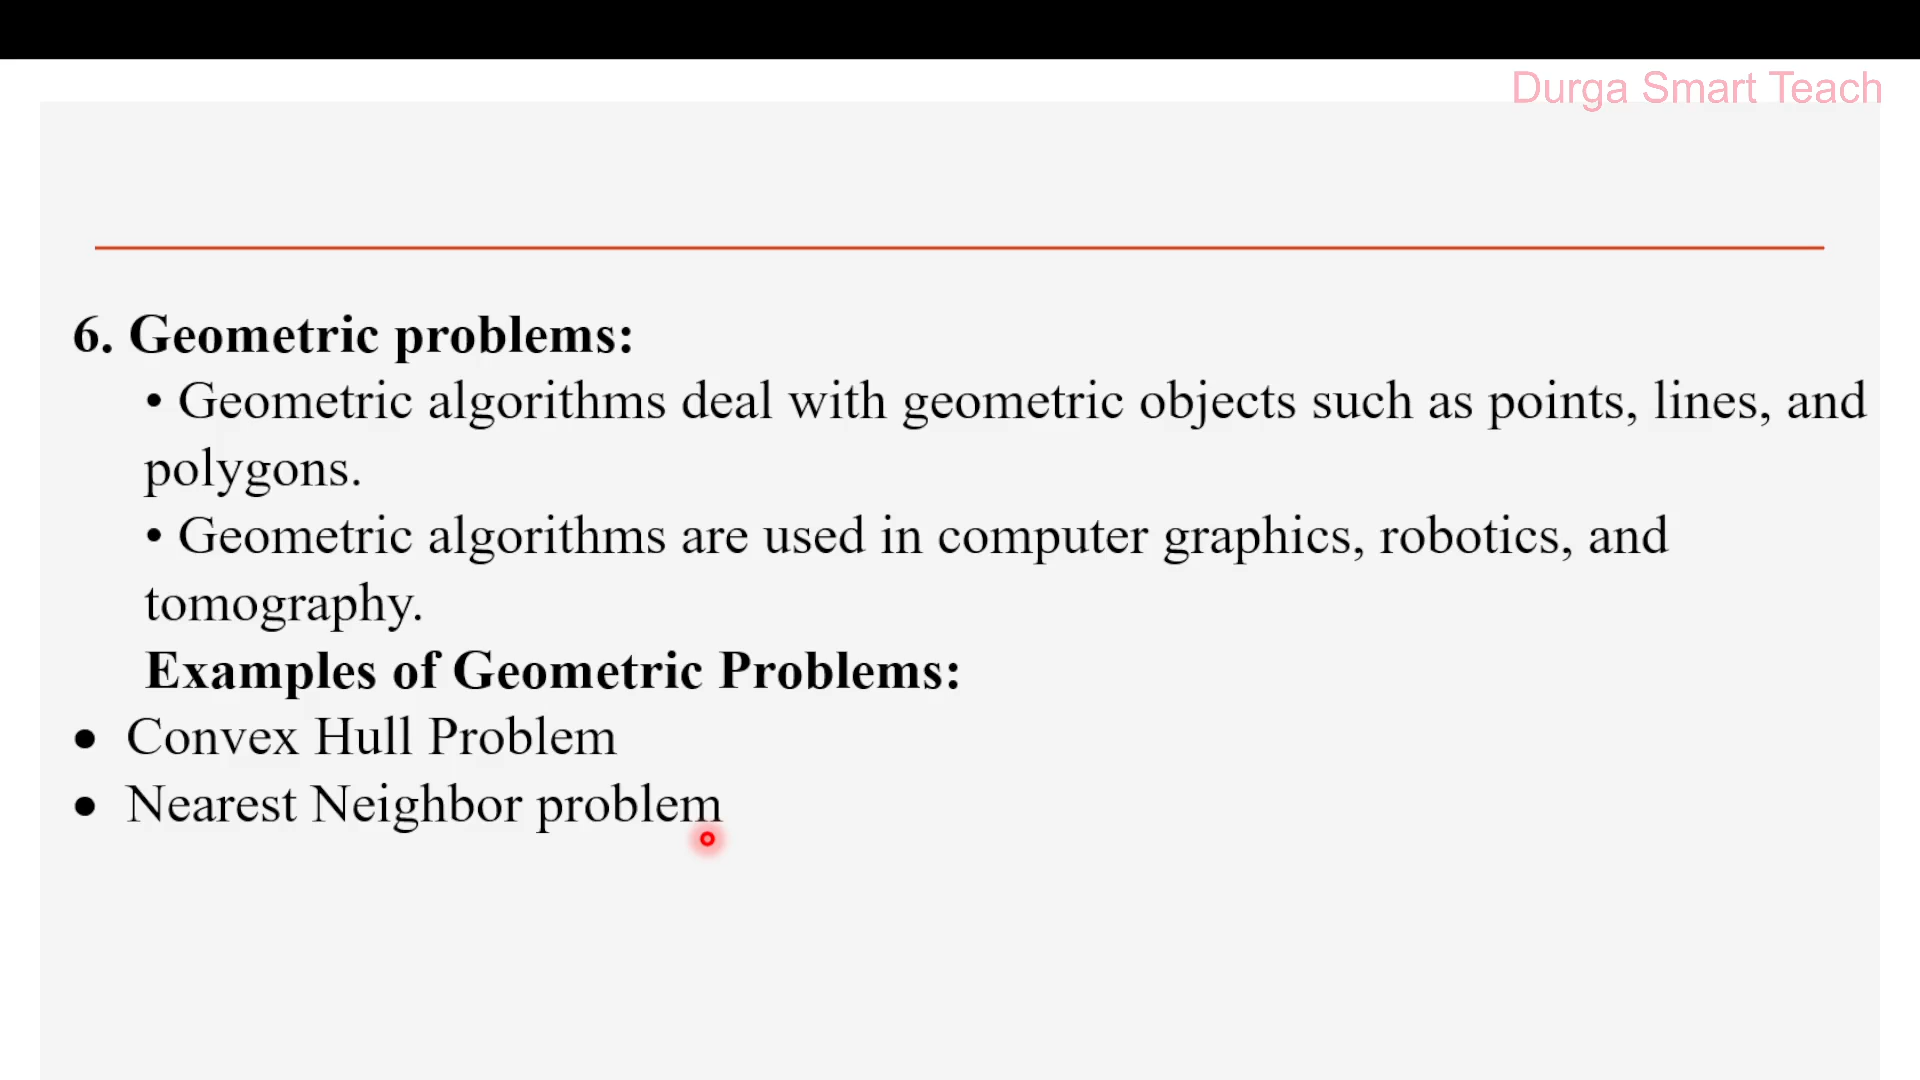 Durga Smart Teach
6. Geometric problems:
• Geometric algorithms deal with geometric objects such as points, lines, and
polygons.
• Geometric algorithms are used in computer graphics, robotics, and
tomography.
Examples of Geometric Problems:
● Convex Hull Problem
● Nearest Neighbor problem